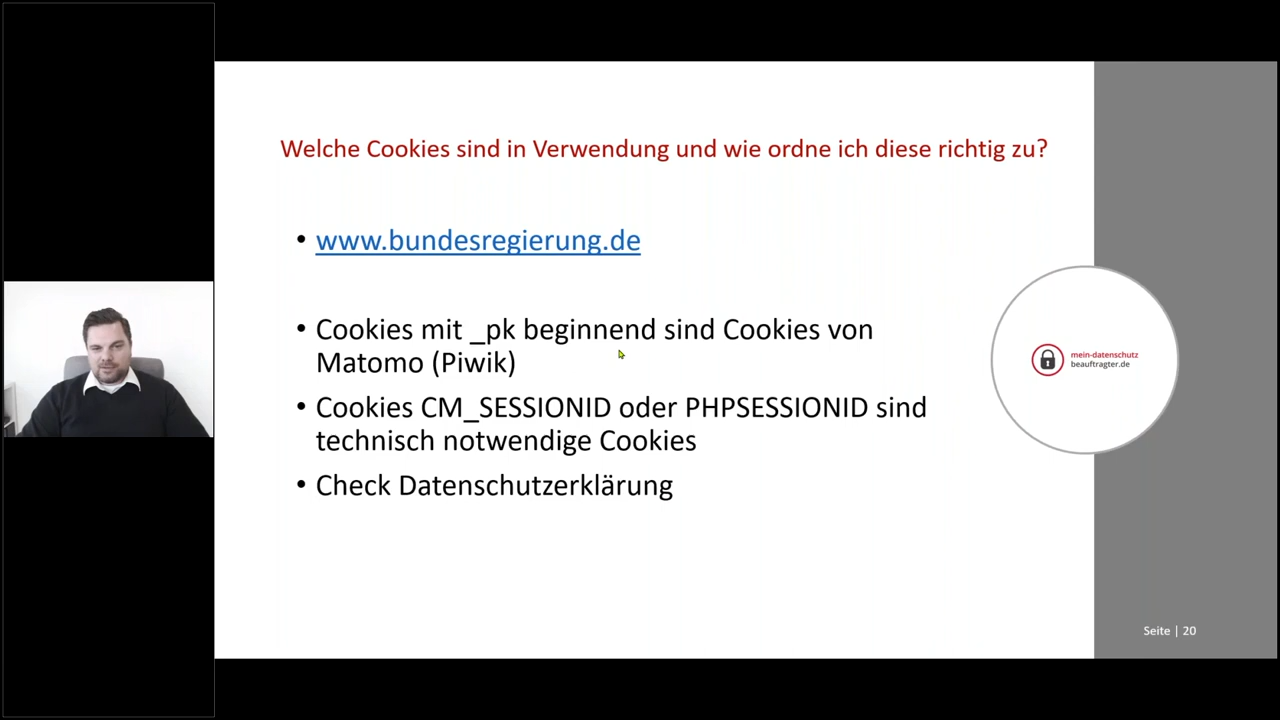 Welche Cookies sind in Verwendung und wie ordne ich diese richtig zu?
• www.bundesregierung.de
• Cookies mit _pk beginnend sind Cookies von
Matomo (Piwik)
• Cookies CM_SESSIONID oder PHPSESSIONID sind
technisch notwendige Cookies
• Check Datenschutzerklärung
mein-datenschutz
beauftragter.de
Seite | 20